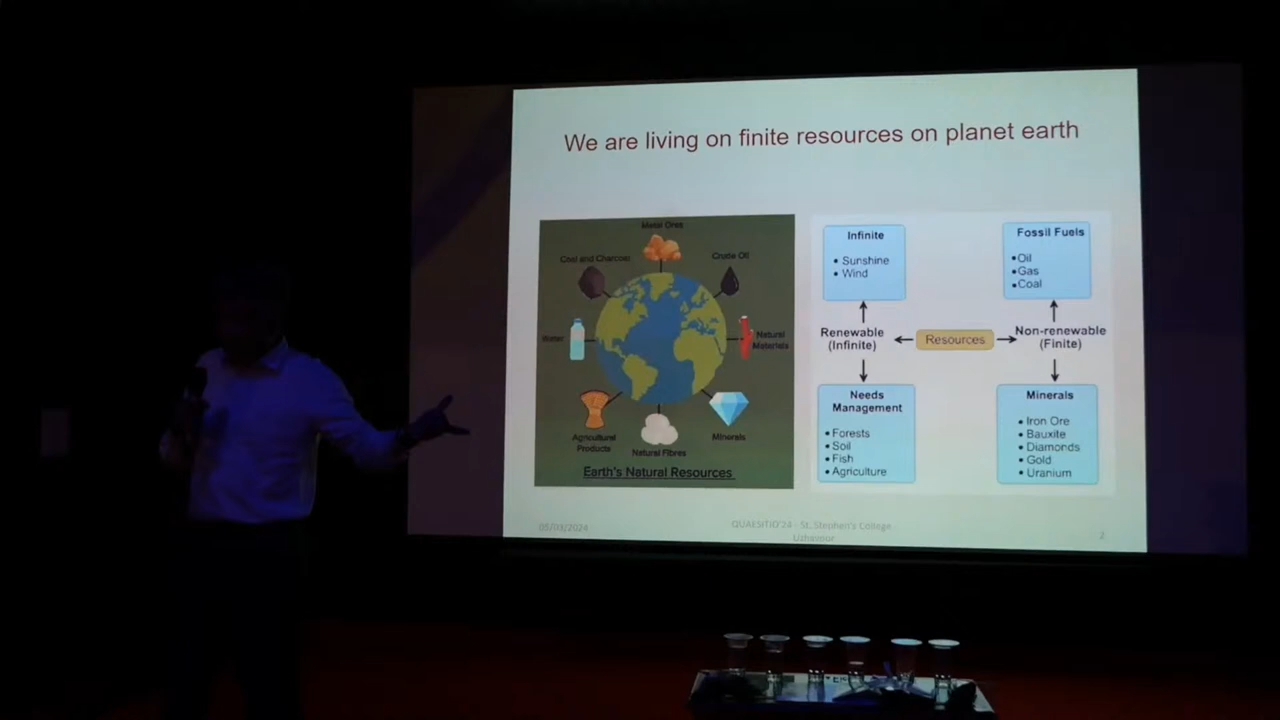 We are living on finite resources on planet earth
Metal Ores
Coal and Charcoal
Crude Oil
Water
Natural
Materials
Agricultural
Products
Natural Fibres
Minerals
Earth's Natural Resources
Infinite
• Sunshine
• Wind
Fossil Fuels
•Oil
•Gas
•Coal
Renewable
(Infinite)
Resources
Non-renewable
(Finite)
Needs
Management
• Forests
• Soil
• Fish
• Agriculture
Minerals
• Iron Ore
• Bauxite
• Diamonds
• Gold
• Uranium
05/03/2024
QUAESITIO'24 - St. Stephen's College
Uzhavoor
2